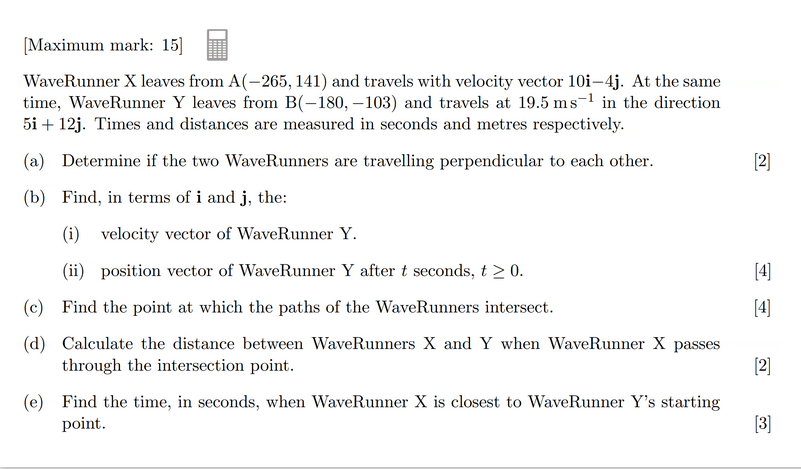 [Maximum mark: 15]
WaveRunner X leaves from A(−265, 141) and travels with velocity vector 10i−4j. At the same
time, WaveRunner Y leaves from B(−180, −103) and travels at 19.5 m s⁻¹ in the direction
5i + 12j. Times and distances are measured in seconds and metres respectively.
(a) Determine if the two WaveRunners are travelling perpendicular to each other. [2]
(b) Find, in terms of i and j, the:
(i) velocity vector of WaveRunner Y.
(ii) position vector of WaveRunner Y after t seconds, t ≥ 0. [4]
(c) Find the point at which the paths of the WaveRunners intersect. [4]
(d) Calculate the distance between WaveRunners X and Y when WaveRunner X passes
through the intersection point. [2]
(e) Find the time, in seconds, when WaveRunner X is closest to WaveRunner Y's starting
point. [3]